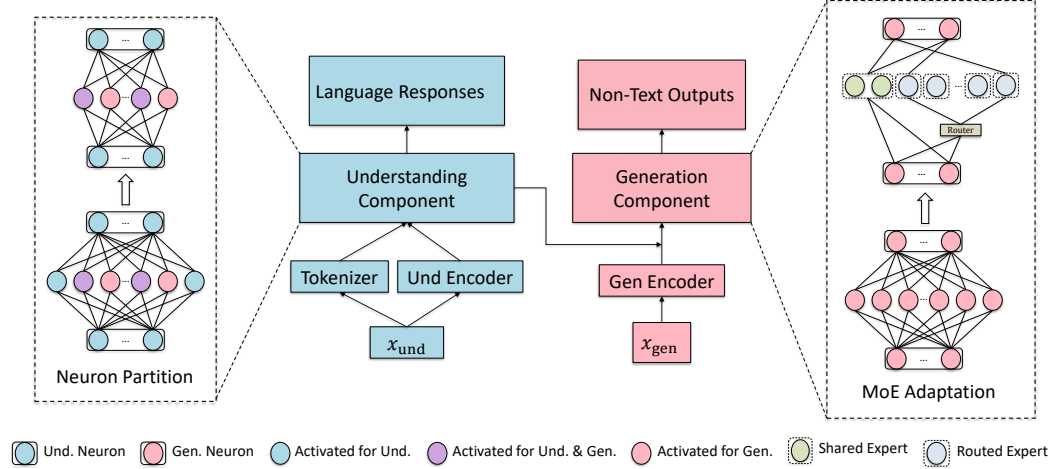 Language Responses
Non-Text Outputs
Router
Understanding
Component
Generation
Component
Tokenizer
Und Encoder
Gen Encoder
x_und
x_gen
Neuron Partition
MoE Adaptation
Und. Neuron
Gen. Neuron
Activated for Und.
Activated for Und. & Gen.
Activated for Gen.
Shared Expert
Routed Expert